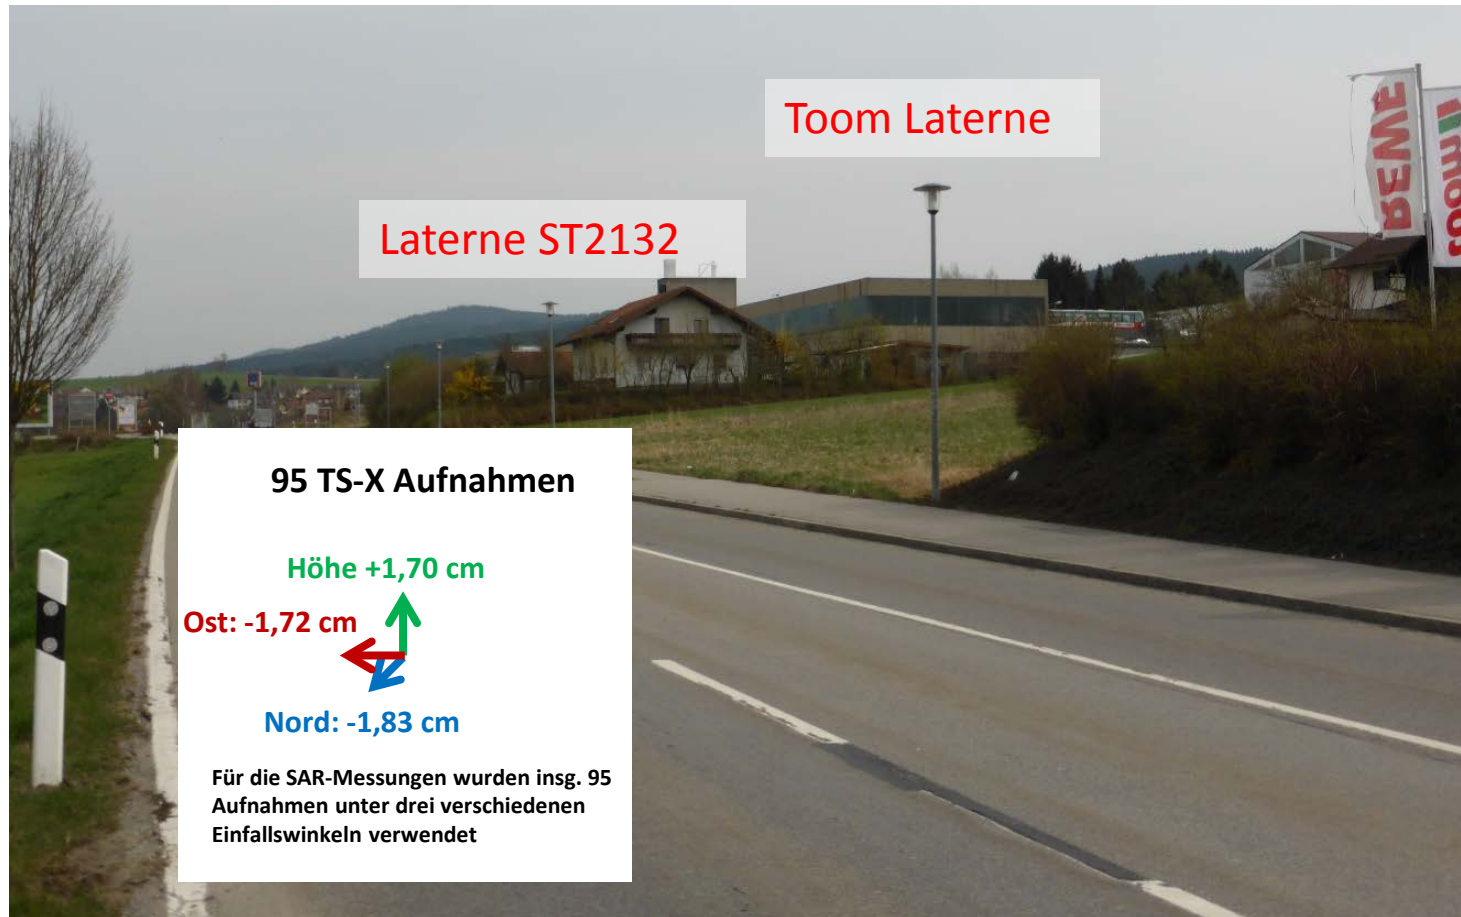 Toom Laterne
Laterne ST2132
REWE
toom
95 TS-X Aufnahmen
Höhe +1,70 cm
Ost: -1,72 cm
Nord: -1,83 cm
Für die SAR-Messungen wurden insg. 95
Aufnahmen unter drei verschiedenen
Einfallswinkeln verwendet